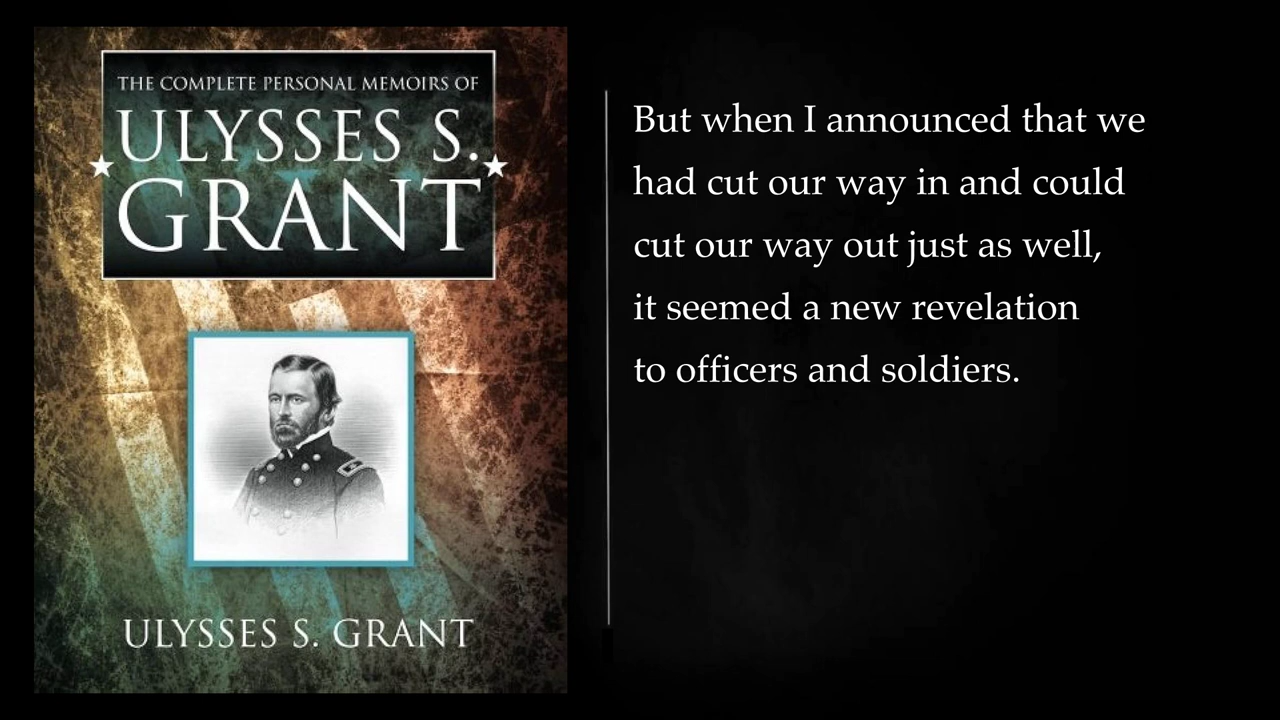 THE COMPLETE PERSONAL MEMOIRS OF
ULYSSES S.
GRANT
ULYSSES S. GRANT
But when I announced that we
had cut our way in and could
cut our way out just as well,
it seemed a new revelation
to officers and soldiers.